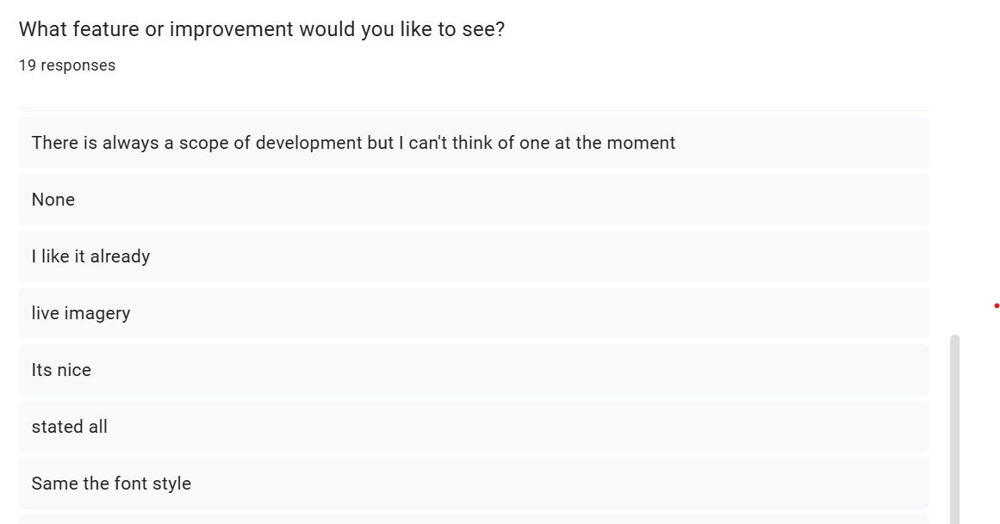 What feature or improvement would you like to see?
19 responses
There is always a scope of development but I can't think of one at the moment
None
I like it already
live imagery
Its nice
stated all
Same the font style